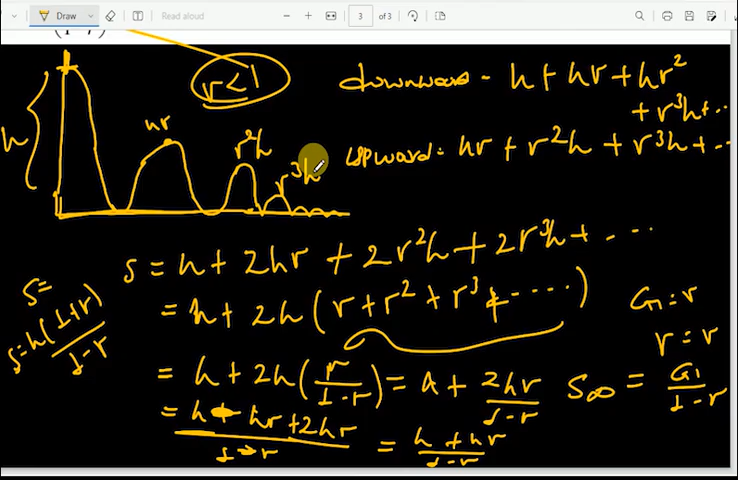 Draw
Read aloud
3 of 3
r<1
downward - h + hr + hr²
+ r³h + ..
h
hr
r²h
r³h
upward = hr + r²h + r³h + ..
s = h + 2hr + 2r²h + 2r³h + ....
s=
s=h(1+r)/1-r
= h + 2h (r + r² + r³ + .....)
G1=r
r=r
= h + 2h (r/1-r) = h + 2hr/1-r
S∞ = G1/1-r
= h - hr + 2hr/1-r = h + hr/1-r